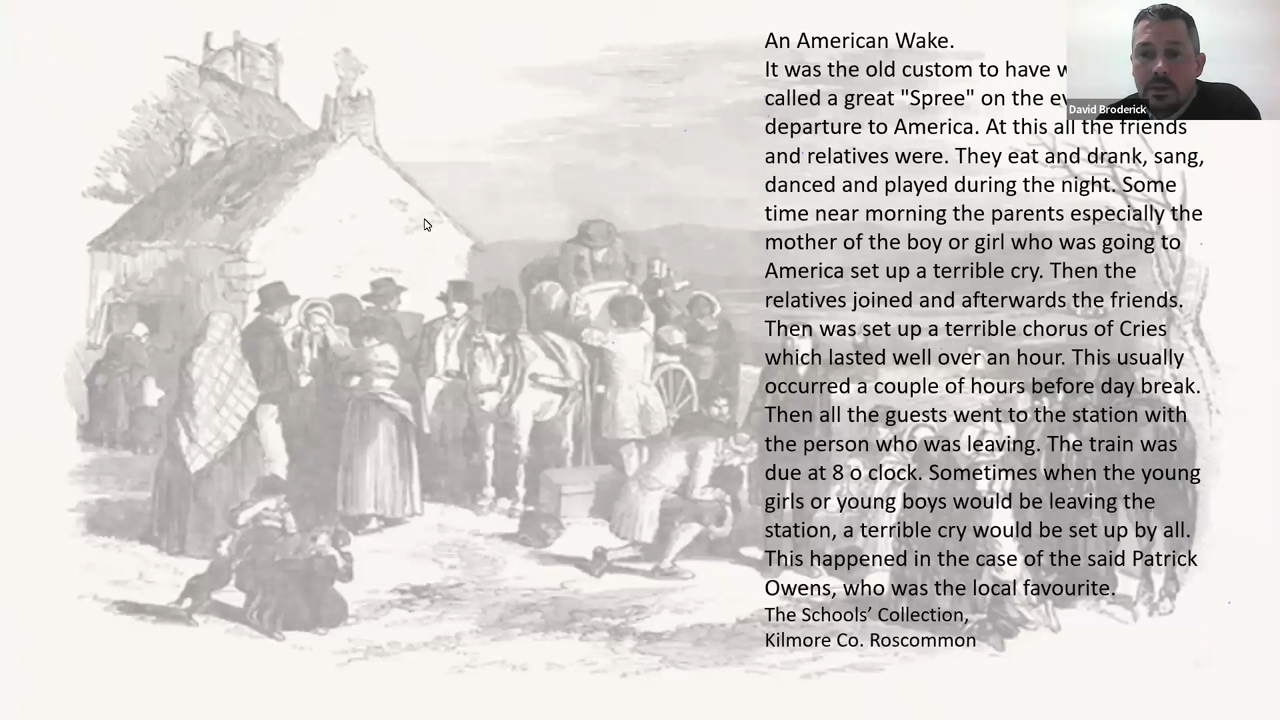 An American Wake.
It was the old custom to have
called a great "Spree" on the
departure to America. At this all the friends
and relatives were. They eat and drank, sang,
danced and played during the night. Some
time near morning the parents especially the
mother of the boy or girl who was going to
America set up a terrible cry. Then the
relatives joined and afterwards the friends.
Then was set up a terrible chorus of Cries
which lasted well over an hour. This usually
occurred a couple of hours before day break.
Then all the guests went to the station with
the person who was leaving. The train was
due at 8 o clock. Sometimes when the young
girls or young boys would be leaving the
station, a terrible cry would be set up by all.
This happened in the case of the said Patrick
Owens, who was the local favourite.
The Schools’ Collection,
Kilmore Co. Roscommon
David Broderick